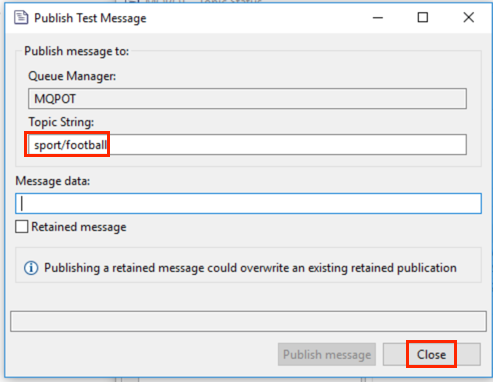 Publish Test Message
Publish message to:
Queue Manager:
MQPOT
Topic String:
sport/football
Message data:
Retained message
Publishing a retained message could overwrite an existing retained publication
Publish message
Close